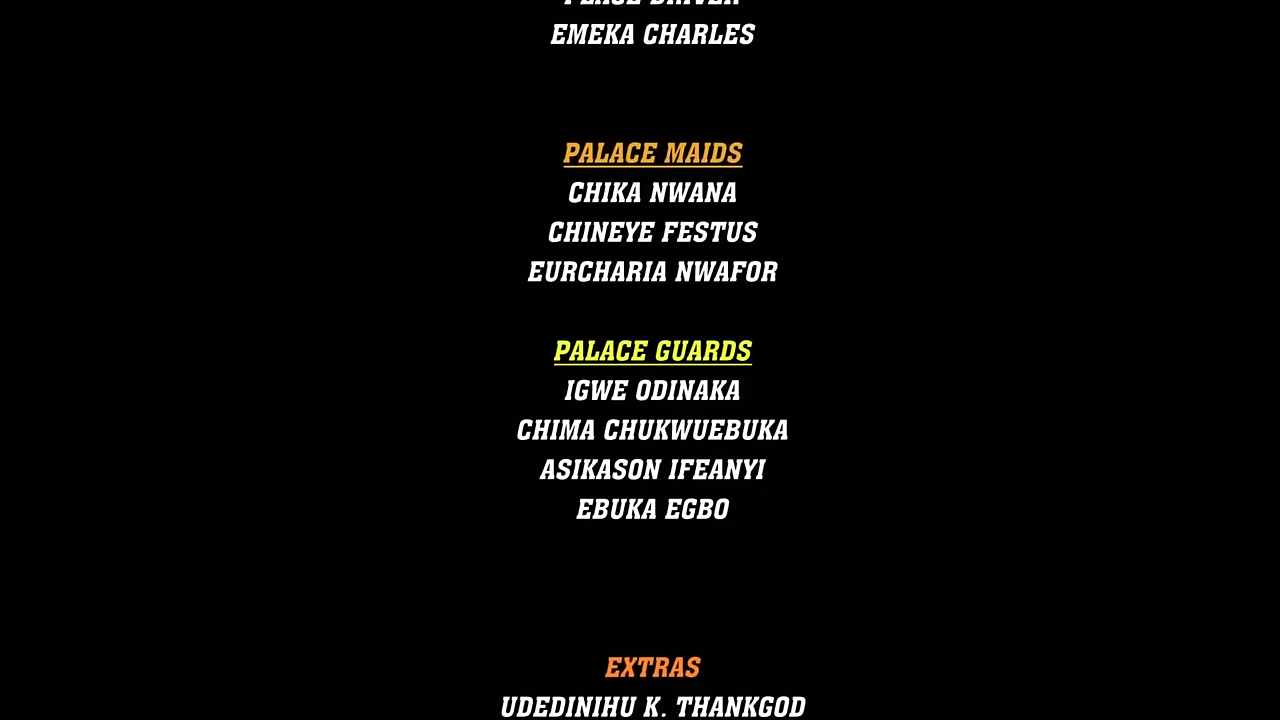 EMEKA CHARLES
PALACE MAIDS
CHIKA NWANA
CHINEYE FESTUS
EURCHARIA NWAFOR
PALACE GUARDS
IGWE ODINAKA
CHIMA CHUKWUEBUKA
ASIKASON IFEANYI
EBUKA EGBO
EXTRAS
UDEDINIHU K. THANKGOD